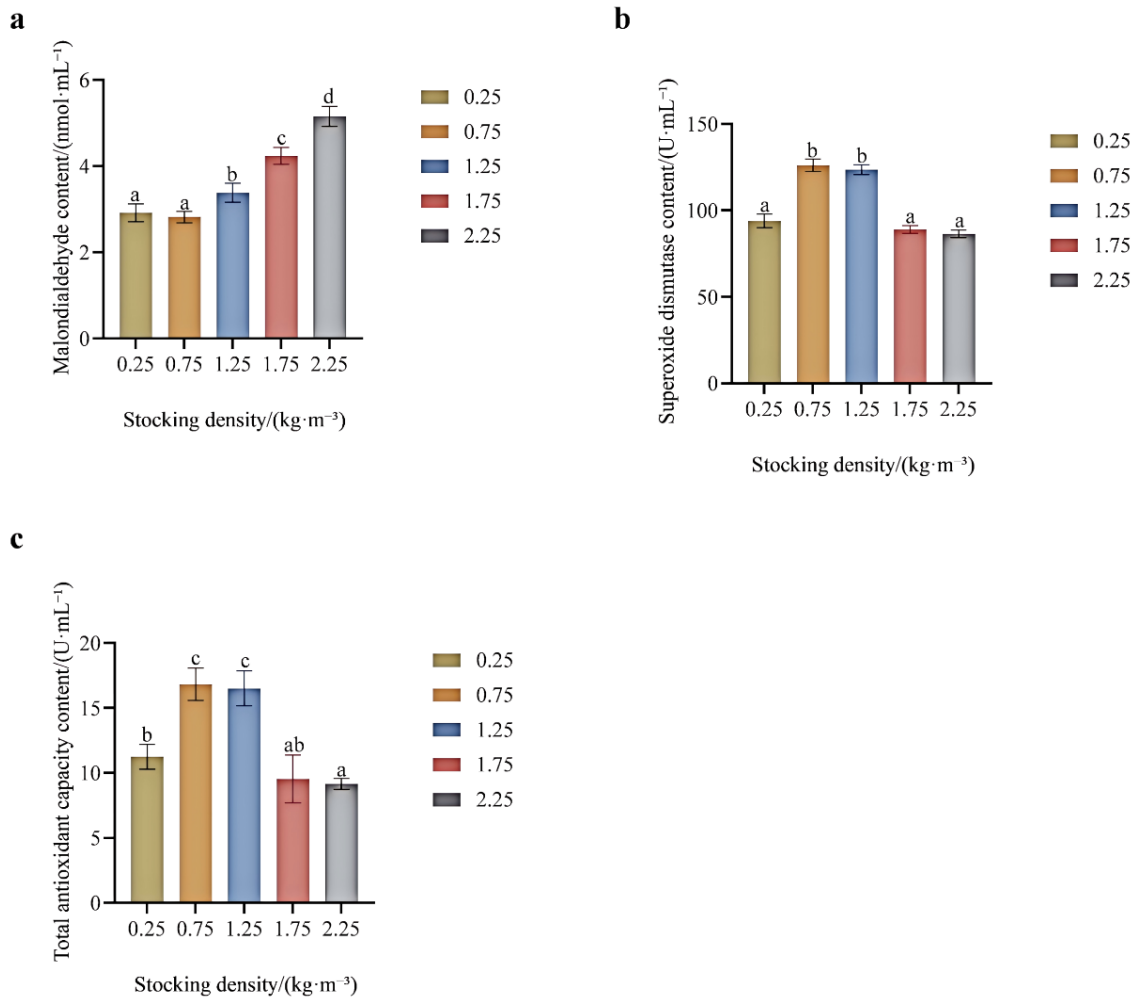 a
Malondialdehyde content/(nmol·mL⁻¹)
6
4
2
0
a
a
b
c
d
0.25 0.75 1.25 1.75 2.25
Stocking density/(kg·m⁻³)
0.25
0.75
1.25
1.75
2.25
b
Superoxide dismutase content/(U·mL⁻¹)
150
100
50
0
a
b
b
a
a
0.25 0.75 1.25 1.75 2.25
Stocking density/(kg·m⁻³)
0.25
0.75
1.25
1.75
2.25
c
Total antioxidant capacity content/(U·mL⁻¹)
20
15
10
5
0
b
c
c
ab
a
0.25 0.75 1.25 1.75 2.25
Stocking density/(kg·m⁻³)
0.25
0.75
1.25
1.75
2.25